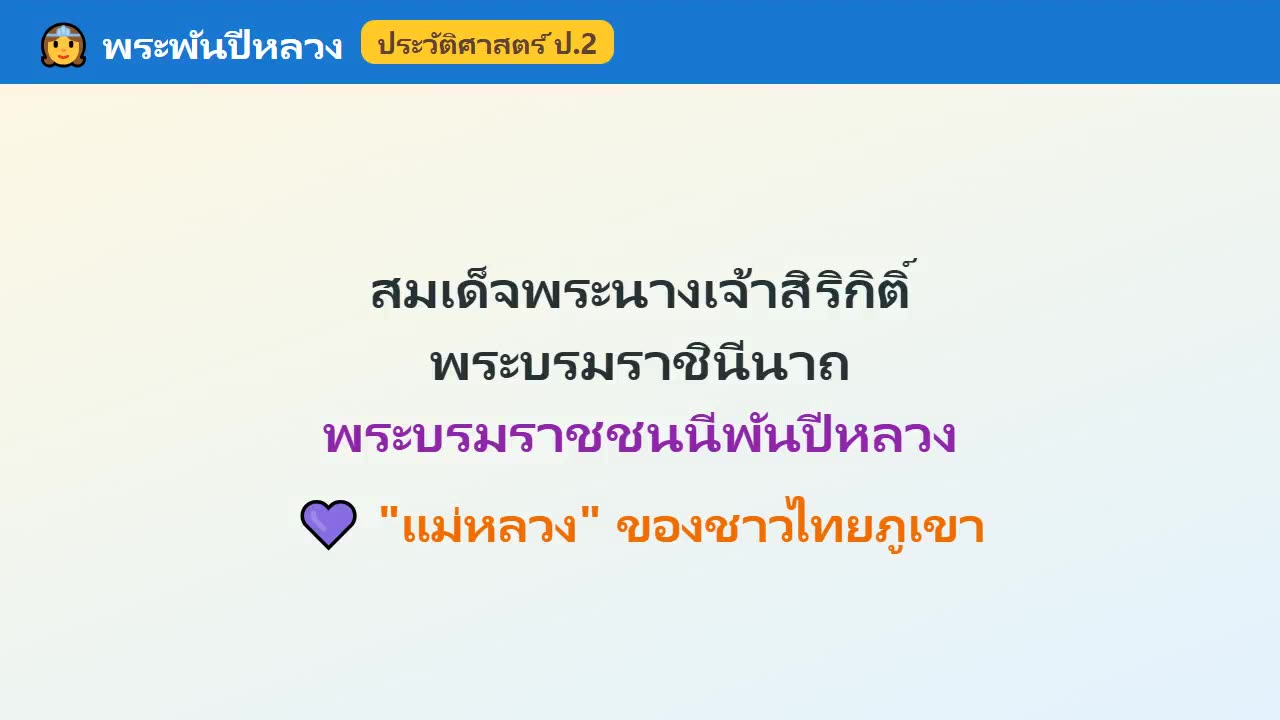 พระพันปีหลวง ประวัติศาสตร์ ป.2
สมเด็จพระนางเจ้าสิริกิติ์
พระบรมราชินีนาถ
พระบรมราชชนนีพันปีหลวง
"แม่หลวง" ของชาวไทยภูเขา